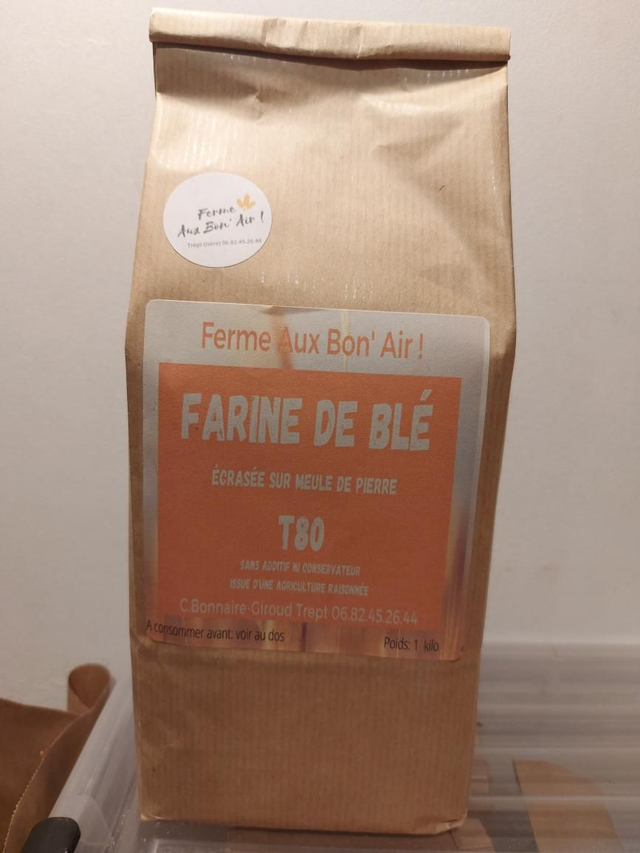 Ferme
Aux Bon' Air !
Trept (Isère) 06.82.45.26.44
Ferme Aux Bon' Air !
FARINE DE BLÉ
ÉCRASÉE SUR MEULE DE PIERRE
T80
SANS ADDITIF NI CONSERVATEUR
ISSUE D'UNE AGRICULTURE RAISONNÉE
C.Bonnaire-Giroud Trept 06.82.45.26.44
A consommer avant: voir au dos
Poids: 1 kilo